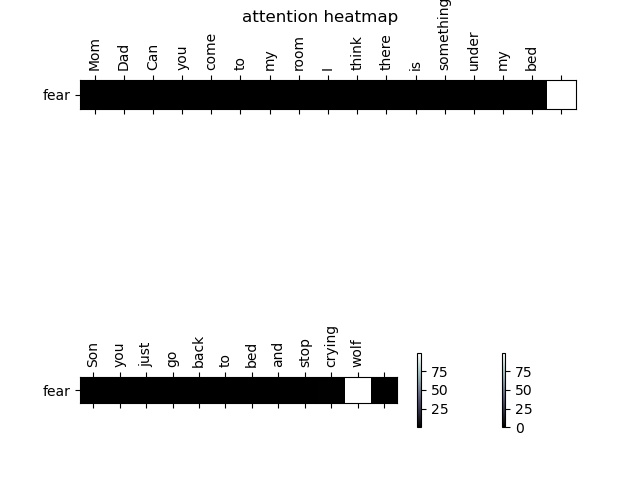 attention heatmap
Mom Dad Can you come to my room I think there is something under my bed
fear
Son you just go back to bed and stop crying wolf
fear
75 75
50 50
25 25
0